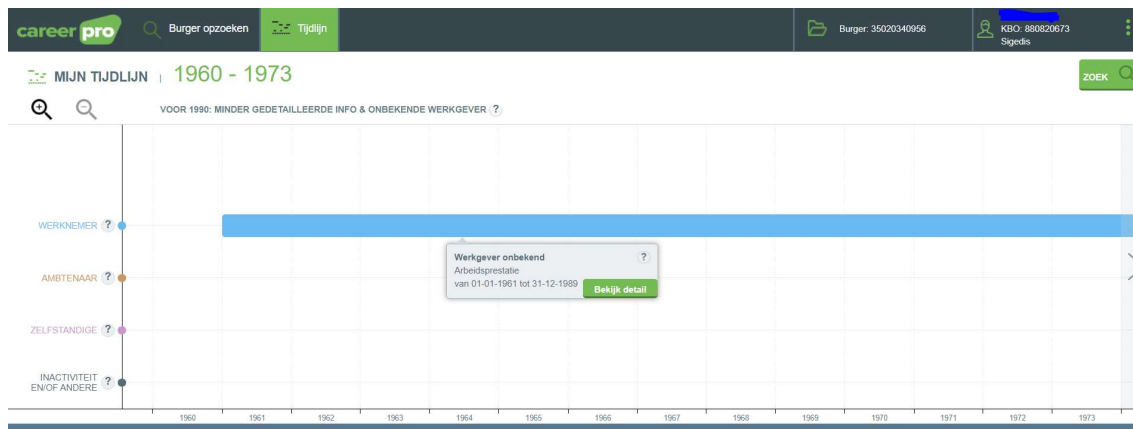 career pro
Burger opzoeken
Tijdlijn
Burger: 35020340956
KBO: 880820673
Sigedis
MIJN TIJDLIJN | 1960 - 1973
ZOEK
VOOR 1990: MINDER GEDETAILLEERDE INFO & ONBEKENDE WERKGEVER ?
WERKNEMER ?
Werkgever onbekend ?
Arbeidsprestatie
van 01-01-1961 tot 31-12-1989
Bekijk detail
AMBTENAAR ?
ZELFSTANDIGE ?
INACTIVITEIT ?
EN/OF ANDERE
1960 1961 1962 1963 1964 1965 1966 1967 1968 1969 1970 1971 1972 1973